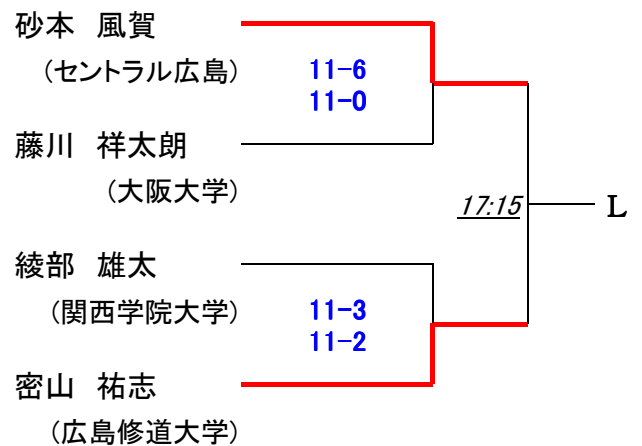 砂本 風賀
(セントラル広島)
11-6
11-0
藤川 祥太朗
(大阪大学)
17:15
L
綾部 雄太
(関西学院大学)
11-3
11-2
密山 祐志
(広島修道大学)